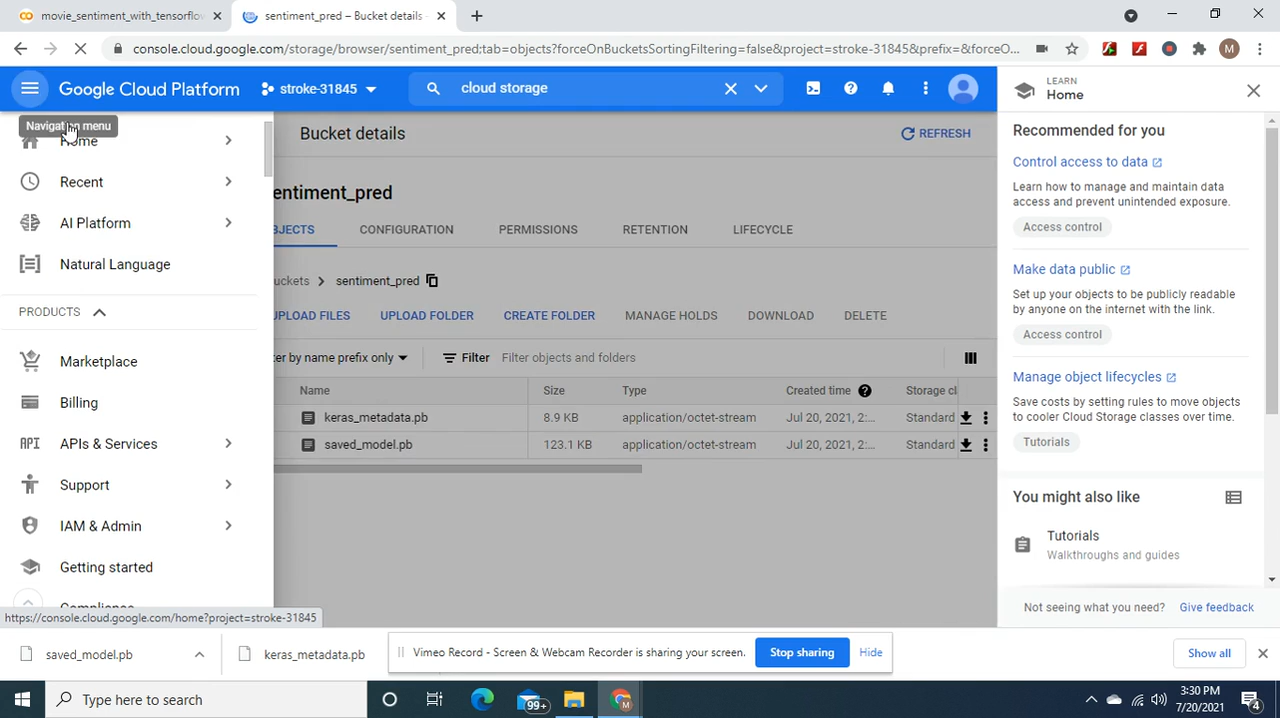 movie_sentiment_with_tensorflow
sentiment_pred – Bucket details -
console.cloud.google.com/storage/browser/sentiment_pred;tab=objects?forceOnBucketsSortingFiltering=false&project=stroke-31845&prefix=&forceO...
M
Google Cloud Platform
stroke-31845
cloud storage
LEARN
Home
Navigation menu
Home
Recent
AI Platform
Natural Language
PRODUCTS
Marketplace
Billing
API
APIs & Services
Support
IAM & Admin
Getting started
Compliance
https://console.cloud.google.com/home?project=stroke-31845
Bucket details
REFRESH
entiment_pred
BJECTS
CONFIGURATION
PERMISSIONS
RETENTION
LIFECYCLE
uckets
sentiment_pred
UPLOAD FILES
UPLOAD FOLDER
CREATE FOLDER
MANAGE HOLDS
DOWNLOAD
DELETE
er by name prefix only
Filter
Filter objects and folders
Name
Size
Type
Created time
Storage cl
keras_metadata.pb
8.9 KB
application/octet-stream
Jul 20, 2021, 2:...
Standard
saved_model.pb
123.1 KB
application/octet-stream
Jul 20, 2021, 2:...
Standard
Recommended for you
Control access to data
Learn how to manage and maintain data
access and prevent unintended exposure.
Access control
Make data public
Set up your objects to be publicly readable
by anyone on the internet with the link.
Access control
Manage object lifecycles
Save costs by setting rules to move objects
to cooler Cloud Storage classes over time.
Tutorials
You might also like
Tutorials
Walkthroughs and guides
Not seeing what you need?
Give feedback
saved_model.pb
keras_metadata.pb
Vimeo Record - Screen & Webcam Recorder is sharing your screen.
Stop sharing
Hide
Show all
Type here to search
99+
M
3:30 PM
7/20/2021
4